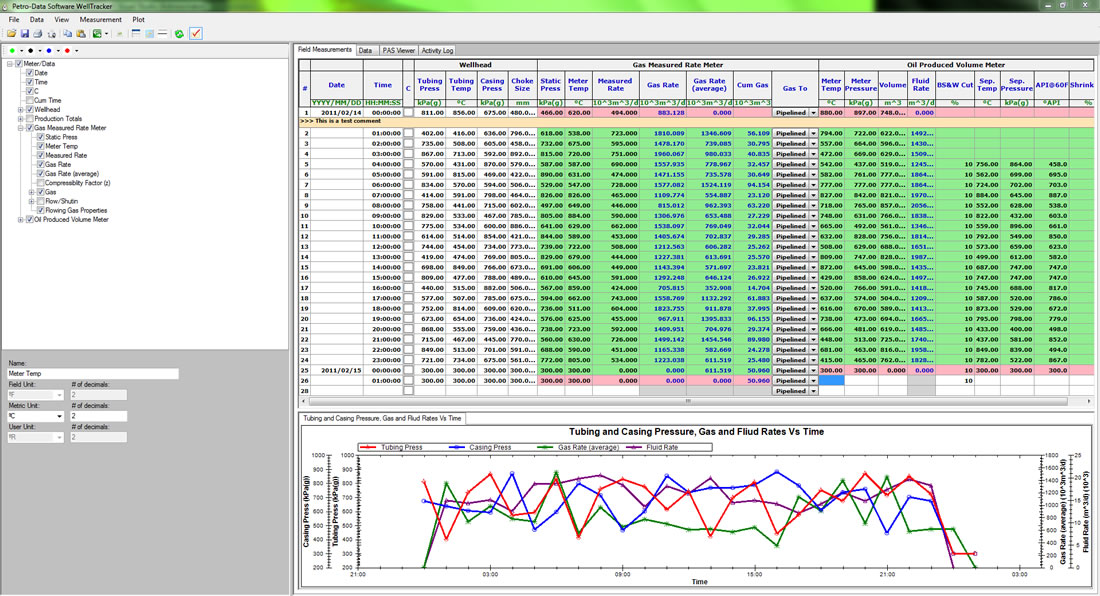 Petro-Data Software WellTracker
File Data View Measurement Plot
Meter/Data
Date
Time
C
Cum Time
Wellhead
Production Totals
Gas Measured Rate Meter
Static Press
Meter Temp
Measured Rate
Gas Rate
Gas Rate (average)
Compressiblity Factor (z)
Gas
Flow/Shutin
Flowing Gas Properties
Oil Produced Volume Meter
Name:
Meter Temp
Field Unit: # of decimals:
ºF 2
Metric Unit: # of decimals:
ºC 2
User Unit: # of decimals:
ºR 2
Field Measurements Data PAS Viewer Activity Log
Wellhead Gas Measured Rate Meter Oil Produced Volume Meter
# Date Time C Tubing Press Tubing Temp Casing Press Choke Size Static Press Meter Temp Measured Rate Gas Rate Gas Rate (average) Cum Gas Gas To Meter Temp Meter Pressure Volume Fluid Rate BS&W Cut Sep. Temp Sep. Pressure API@60F Shrink
YYYY/MM/DD HH:MM:SS kPa(g) ºC kPa(g) mm kPa(g) ºC 10^3m^3/d 10^3m^3/d 10^3m^3/d 10^3m^3 ºC kPa(g) m^3 m^3/d % ºC kPa(g) ºAPI %
1 2011/02/14 00:00:00 811.00 856.00 675.00 480.0... 466.00 620.00 494.000 883.128 0.000 0.000 Pipelined 880.00 897.00 748.0... 0.000
>>> This is a test comment
2 01:00:00 402.00 416.00 636.00 796.0... 618.00 538.00 723.000 1810.089 1346.609 56.109 Pipelined 794.00 722.00 622.0... 1492...
3 02:00:00 735.00 508.00 605.00 458.0... 732.00 675.00 595.000 1478.170 739.085 30.795 Pipelined 557.00 664.00 596.0... 1430...
4 03:00:00 867.00 713.00 592.00 892.0... 815.00 720.00 751.000 1960.067 980.033 40.835 Pipelined 472.00 669.00 629.0... 1509...
5 04:00:00 570.00 431.00 870.00 579.0... 587.00 587.00 690.000 1557.935 778.967 32.457 Pipelined 542.00 437.00 519.0... 1245... 10 756.00 864.00 458.0
6 05:00:00 591.00 815.00 469.00 422.0... 890.00 631.00 474.000 1471.155 735.578 30.649 Pipelined 582.00 761.00 734.0... 1761... 10 562.00 699.00 695.0
7 06:00:00 834.00 570.00 594.00 506.0... 529.00 547.00 728.000 1577.082 1524.119 94.154 Pipelined 777.00 777.00 777.0... 1864... 10 724.00 702.00 703.0
8 07:00:00 414.00 591.00 798.00 464.0... 826.00 826.00 465.000 1109.774 554.987 23.120 Pipelined 827.00 842.00 821.0... 1970... 10 884.00 645.00 887.0
9 08:00:00 758.00 441.00 715.00 602.0... 497.00 649.00 446.000 815.012 962.393 63.220 Pipelined 718.00 765.00 857.0... 2056... 10 552.00 628.00 538.0
10 09:00:00 829.00 533.00 467.00 785.0... 605.00 884.00 590.000 1306.976 653.488 27.229 Pipelined 748.00 631.00 766.0... 1838... 10 822.00 432.00 603.0
11 10:00:00 775.00 534.00 600.00 886.0... 641.00 629.00 662.000 1538.097 769.049 32.044 Pipelined 665.00 492.00 561.0... 1346... 10 559.00 896.00 661.0
12 11:00:00 614.00 514.00 854.00 421.0... 844.00 589.00 453.000 1405.674 702.837 29.285 Pipelined 632.00 828.00 756.0... 1814... 10 792.00 549.00 850.0
13 12:00:00 744.00 454.00 734.00 773.0... 739.00 722.00 508.000 1212.563 606.282 25.262 Pipelined 508.00 629.00 688.0... 1651... 10 573.00 659.00 623.0
14 13:00:00 419.00 474.00 769.00 805.0... 829.00 679.00 444.000 1227.381 613.691 25.570 Pipelined 809.00 747.00 828.0... 1987... 10 499.00 612.00 582.0
15 14:00:00 698.00 849.00 766.00 673.0... 691.00 606.00 449.000 1143.394 571.697 23.821 Pipelined 872.00 645.00 598.0... 1435... 10 687.00 747.00 747.0
16 15:00:00 809.00 477.00 788.00 489.0... 610.00 645.00 591.000 1292.248 646.124 26.922 Pipelined 429.00 858.00 624.0... 1497... 10 747.00 747.00 747.0
17 16:00:00 440.00 515.00 882.00 506.0... 567.00 859.00 424.000 705.815 352.908 14.704 Pipelined 520.00 766.00 591.0... 1418... 10 745.00 688.00 817.0
18 17:00:00 577.00 507.00 785.00 675.0... 594.00 662.00 743.000 1558.769 1132.292 61.883 Pipelined 637.00 574.00 504.0... 1209... 10 587.00 520.00 786.0
19 18:00:00 752.00 814.00 609.00 620.0... 736.00 511.00 604.000 1823.755 911.878 37.995 Pipelined 616.00 670.00 589.0... 1413... 10 873.00 529.00 672.0
20 19:00:00 673.00 654.00 736.00 424.0... 576.00 625.00 455.000 967.911 1395.833 96.155 Pipelined 738.00 473.00 694.0... 1665... 10 795.00 798.00 779.0
21 20:00:00 868.00 555.00 759.00 436.0... 738.00 723.00 592.000 1409.951 704.976 29.374 Pipelined 666.00 481.00 619.0... 1485... 10 433.00 400.00 498.0
22 21:00:00 715.00 467.00 445.00 770.0... 560.00 630.00 726.000 1499.142 1454.546 89.980 Pipelined 448.00 513.00 725.0... 1740... 10 437.00 581.00 852.0
23 22:00:00 849.00 513.00 701.00 591.0... 688.00 590.00 451.000 1165.338 582.669 24.278 Pipelined 681.00 463.00 816.0... 1958... 10 849.00 839.00 494.0
24 23:00:00 721.00 734.00 675.00 561.0... 772.00 805.00 534.000 1223.038 611.519 25.480 Pipelined 415.00 465.00 762.0... 1828... 10 782.00 522.00 867.0
25 2011/02/15 00:00:00 300.00 300.00 300.00 300.0... 300.00 300.00 0.000 0.000 611.519 50.960 Pipelined 300.00 300.00 0.000 0.000 10 300.00 300.00 300.0
26 01:00:00 300.00 300.00 300.00 300.0... 300.00 300.00 0.000 0.000 0.000 50.960 Pipelined 10
28 Pipelined
Tubing and Casing Pressure, Gas and Fliud Rates Vs Time
Tubing and Casing Pressure, Gas and Fliud Rates Vs Time
Tubing Press Casing Press Gas Rate (average) Fluid Rate
Casing Press (kPa(g))
1000 900 800 700 600 500 400 300 200
Tubing Press (kPa(g))
1000 900 800 700 600 500 400 300 200
1800 1600 1400 1200 1000 800 600 400 200 0
Gas Rate (average) (10^3m^3/d)
25 20 15 10 5 0
Fluid Rate (m^3/d) (10^3)
21:00 03:00 09:00 15:00 21:00 03:00
Time